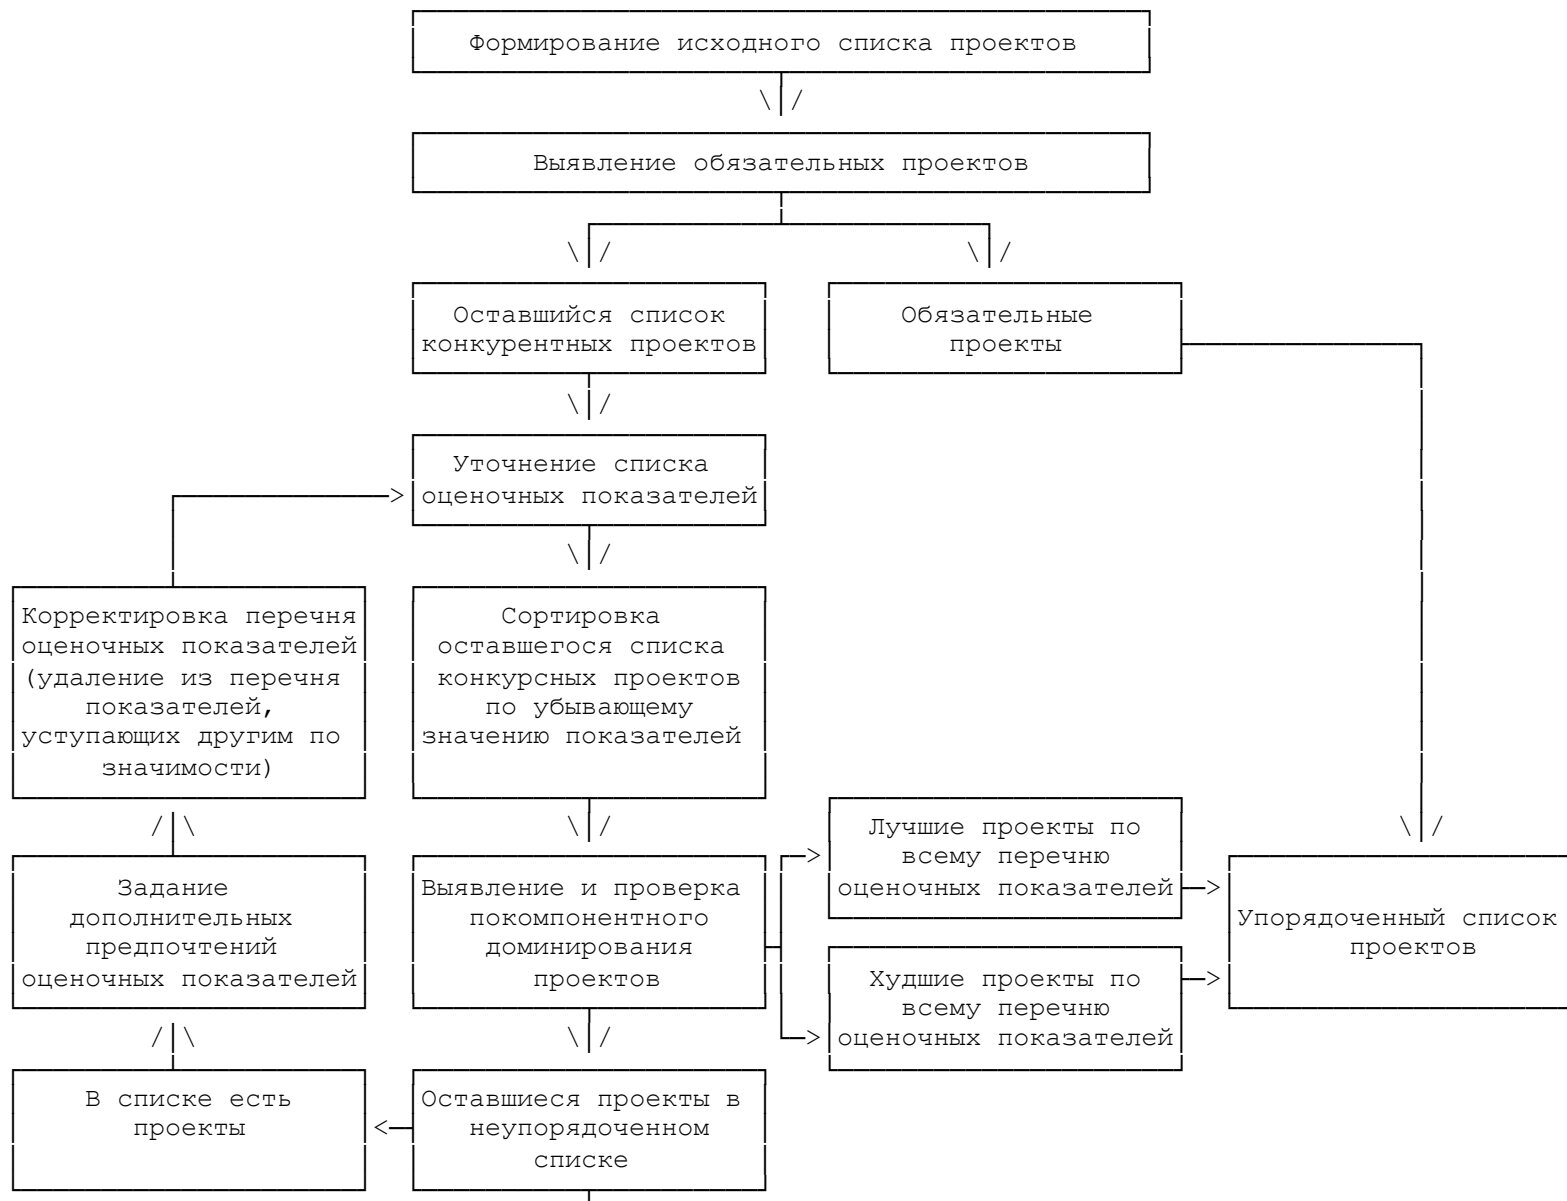 Формирование исходного списка проектов
Выявление обязательных проектов
Оставшийся список
конкурентных проектов
Обязательные
проекты
Уточнение списка
оценочных показателей
Корректировка перечня
оценочных показателей
(удаление из перечня
показателей,
уступающих другим по
значимости)
Сортировка
оставшегося списка
конкурсных проектов
по убывающему
значению показателей
Лучшие проекты по
всему перечню
оценочных показателей
Задание
дополнительных
предпочтений
оценочных показателей
Выявление и проверка
покомпонентного
доминирования
проектов
Упорядоченный список
проектов
Худшие проекты по
всему перечню
оценочных показателей
В списке есть
проекты
Оставшиеся проекты в
неупорядоченном
списке